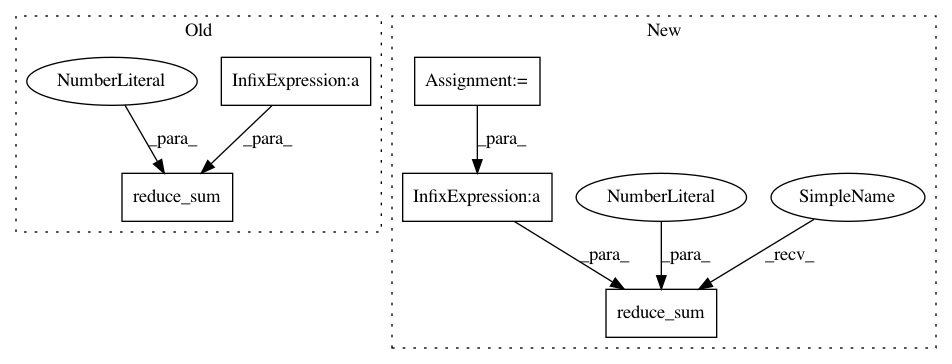 Old
New
NumberLiteral
InfixExpression:a
Assignment:=
_para_
_para_
_para_
reduce_sum
InfixExpression:a
NumberLiteral
SimpleName
_para_
_para_
_recv_
reduce_sum